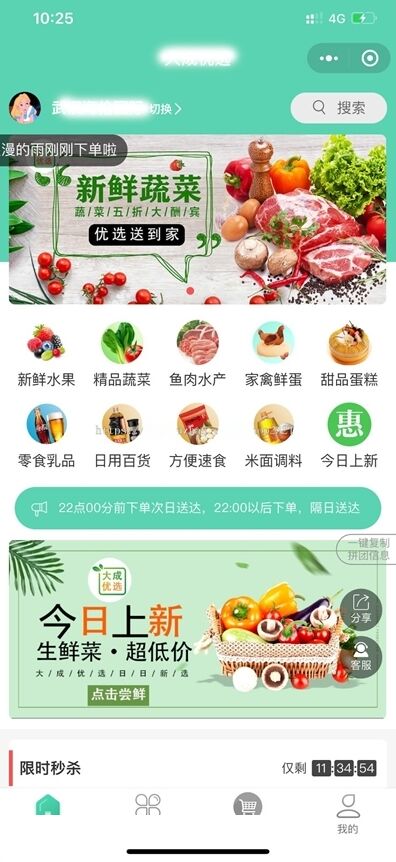 10:25
4G
切换 >
搜索
漫的雨刚刚下单啦
新鲜蔬菜
蔬/菜/五/折/大/酬/宾
优选送到家
新鲜水果
精品蔬菜
鱼肉水产
家禽鲜蛋
甜品蛋糕
惠
零食乳品
日用百货
方便速食
米面调料
今日上新
22点00分前下单次日送达，22:00以后下单，隔日送达
一键复制
拼团信息
大成
优选
今日上新
生鲜菜·超低价
大/成/优/选/日/日/新/选
点击尝鲜
分享
客服
限时秒杀
仅剩 11:34:54
我的